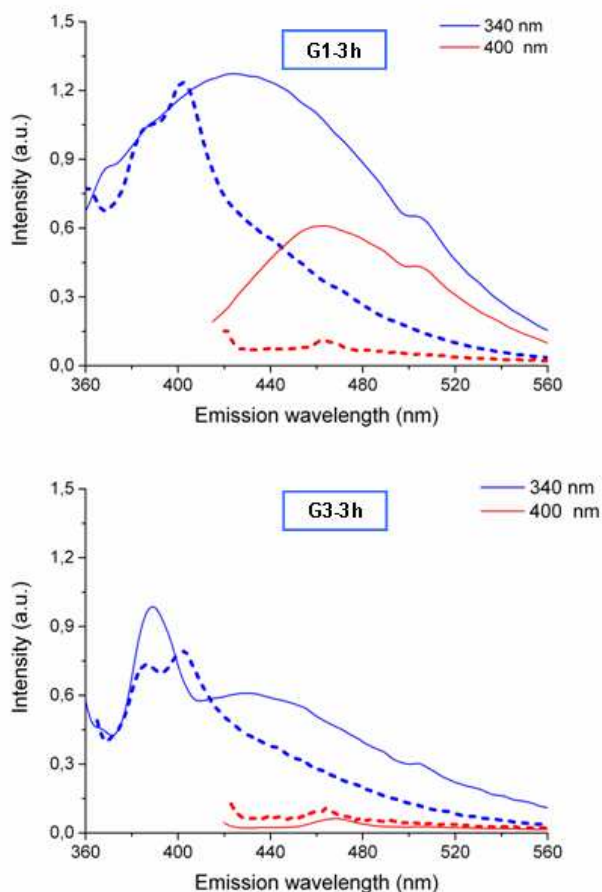 1,5
1,2
0,9
0,6
0,3
0,0
Intensity (a.u.)
G1-3h
340 nm
400 nm
360 400 440 480 520 560
Emission wavelength (nm)
1,5
1,2
0,9
0,6
0,3
0,0
Intensity (a.u.)
G3-3h
340 nm
400 nm
360 400 440 480 520 560
Emission wavelength (nm)